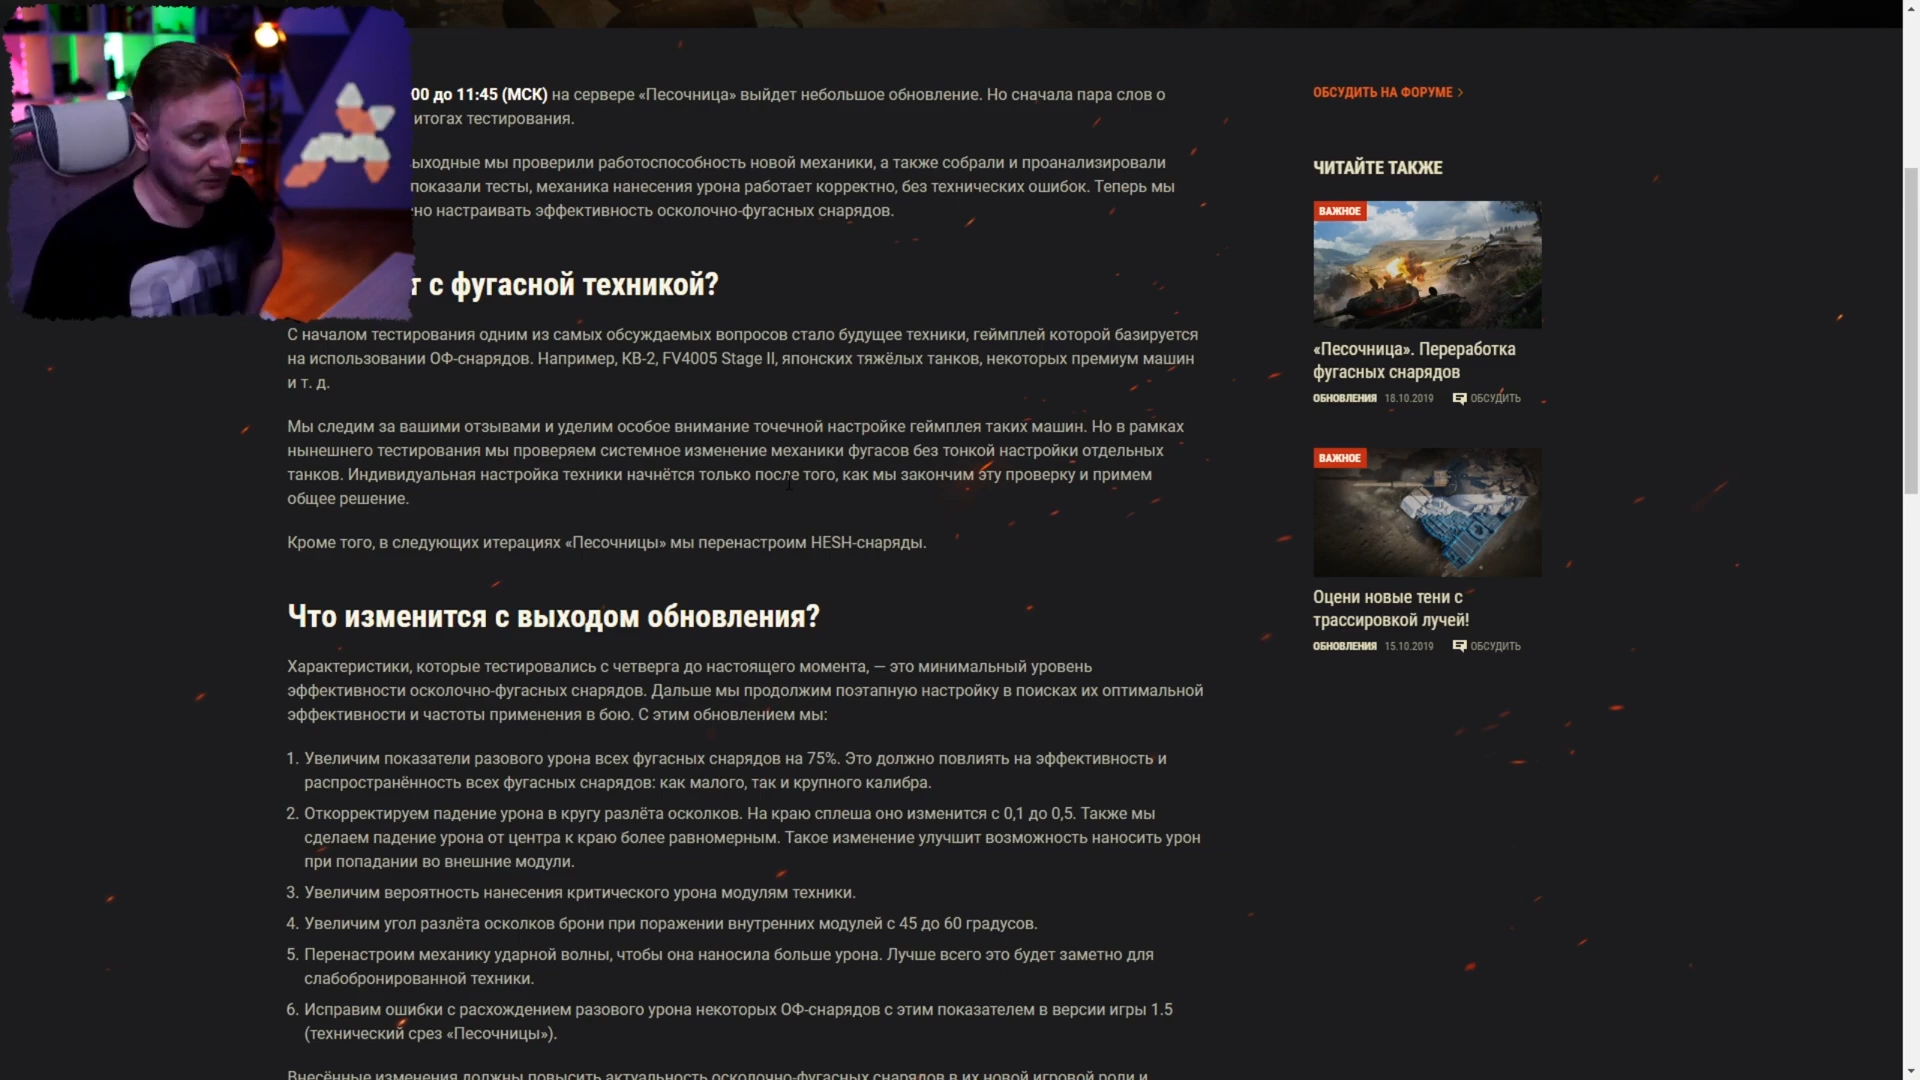 00 до 11:45 (МСК) на сервере «Песочница» выйдет небольшое обновление. Но сначала пара слов о
итогах тестирования.
выходные мы проверили работоспособность новой механики, а также собрали и проанализировали
показали тесты, механика нанесения урона работает корректно, без технических ошибок. Теперь мы
настраивать эффективность осколочно-фугасных снарядов.
с фугасной техникой?
С началом тестирования одним из самых обсуждаемых вопросов стало будущее техники, геймплей которой базируется
на использовании ОФ-снарядов. Например, КВ-2, FV4005 Stage II, японских тяжёлых танков, некоторых премиум машин
и т. д.
Мы следим за вашими отзывами и уделим особое внимание точечной настройке геймплея таких машин. Но в рамках
нынешнего тестирования мы проверяем системное изменение механики фугасов без тонкой настройки отдельных
танков. Индивидуальная настройка техники начнётся только после того, как мы закончим эту проверку и примем
общее решение.
Кроме того, в следующих итерациях «Песочницы» мы перенастроим HESH-снаряды.
Что изменится с выходом обновления?
Характеристики, которые тестировались с четверга до настоящего момента, — это минимальный уровень
эффективности осколочно-фугасных снарядов. Дальше мы продолжим поэтапную настройку в поисках их оптимальной
эффективности и частоты применения в бою. С этим обновлением мы:
1. Увеличим показатели разового урона всех фугасных снарядов на 75%. Это должно повлиять на эффективность и
распространённость всех фугасных снарядов: как малого, так и крупного калибра.
2. Откорректируем падение урона в кругу разлёта осколков. На краю сплеша оно изменится с 0,1 до 0,5. Также мы
сделаем падение урона от центра к краю более равномерным. Такое изменение улучшит возможность наносить урон
при попадании во внешние модули.
3. Увеличим вероятность нанесения критического урона модулям техники.
4. Увеличим угол разлёта осколков брони при поражении внутренних модулей с 45 до 60 градусов.
5. Перенастроим механику ударной волны, чтобы она наносила больше урона. Лучше всего это будет заметно для
слабобронированной техники.
6. Исправим ошибки с расхождением разового урона некоторых ОФ-снарядов с этим показателем в версии игры 1.5
(технический срез «Песочницы»).
Внесённые изменения должны повысить актуальность осколочно-фугасных снарядов в их новой игровой роли и
ОБСУДИТЬ НА ФОРУМЕ
ЧИТАЙТЕ ТАКЖЕ
ВАЖНОЕ
«Песочница». Переработка
фугасных снарядов
ОБНОВЛЕНИЯ 18.10.2019 ОБСУДИТЬ
ВАЖНОЕ
Оцени новые тени с
трассировкой лучей!
ОБНОВЛЕНИЯ 15.10.2019 ОБСУДИТЬ